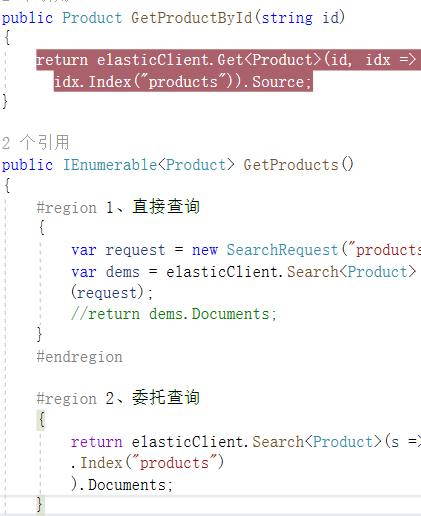 public Product GetProductById(string id)
{
return elasticClient.Get<Product>(id, idx =>
idx.Index("products")).Source;
}
2 个引用
public IEnumerable<Product> GetProducts()
{
#region 1、直接查询
{
var request = new SearchRequest("products
var dems = elasticClient.Search<Product>
(request);
//return dems.Documents;
}
#endregion
#region 2、委托查询
{
return elasticClient.Search<Product>(s =>
.Index("products")
).Documents;
}